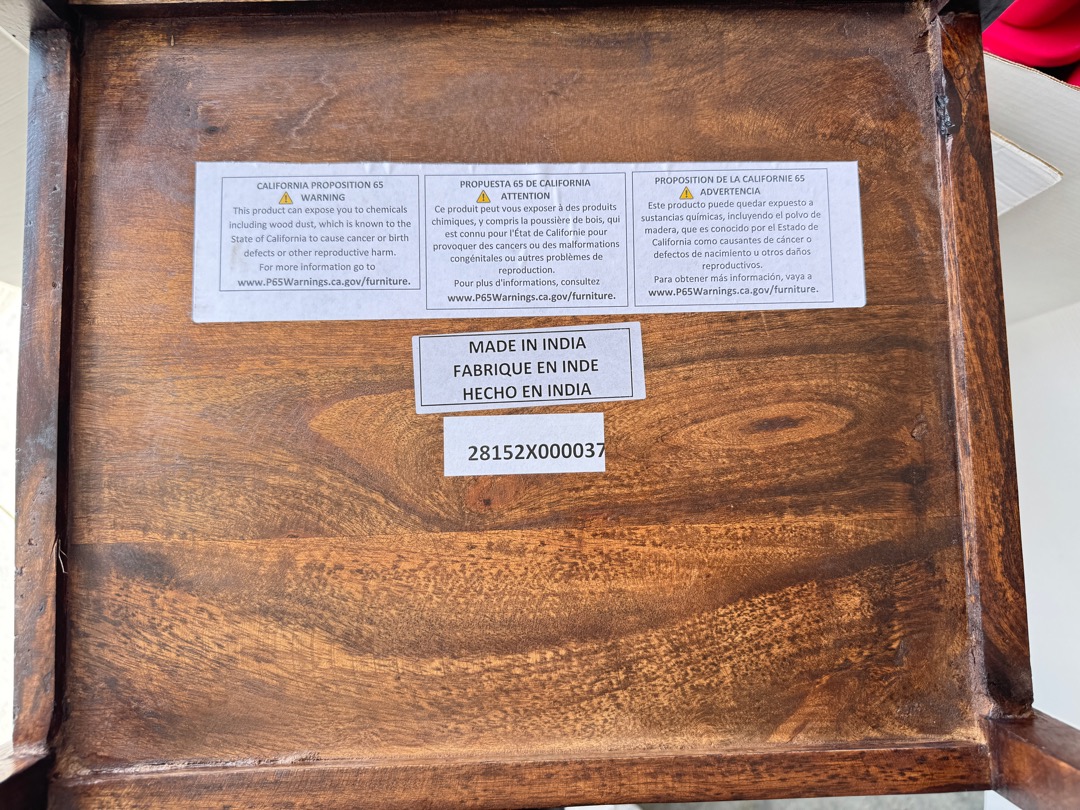 CALIFORNIA PROPOSITION 65
⚠ WARNING
This product can expose you to chemicals
including wood dust, which is known to the
State of California to cause cancer or birth
defects or other reproductive harm.
For more information go to
www.P65Warnings.ca.gov/furniture.
PROPUESTA 65 DE CALIFORNIA
⚠ ATTENTION
Ce produit peut vous exposer à des produits
chimiques, y compris la poussière de bois, qui
est connu pour l'État de Californie pour
provoquer des cancers ou des malformations
congénitales ou autres problèmes de
reproduction.
Pour plus d'informations, consultez
www.P65Warnings.ca.gov/furniture.
PROPOSITION DE LA CALIFORNIE 65
⚠ ADVERTENCIA
Este producto puede quedar expuesto a
sustancias químicas, incluyendo el polvo de
madera, que es conocido por el Estado de
California como causantes de cáncer o
defectos de nacimiento u otros daños
reproductivos.
Para obtener más información, vaya a
www.P65Warnings.ca.gov/furniture.
MADE IN INDIA
FABRIQUE EN INDE
HECHO EN INDIA
28152X000037